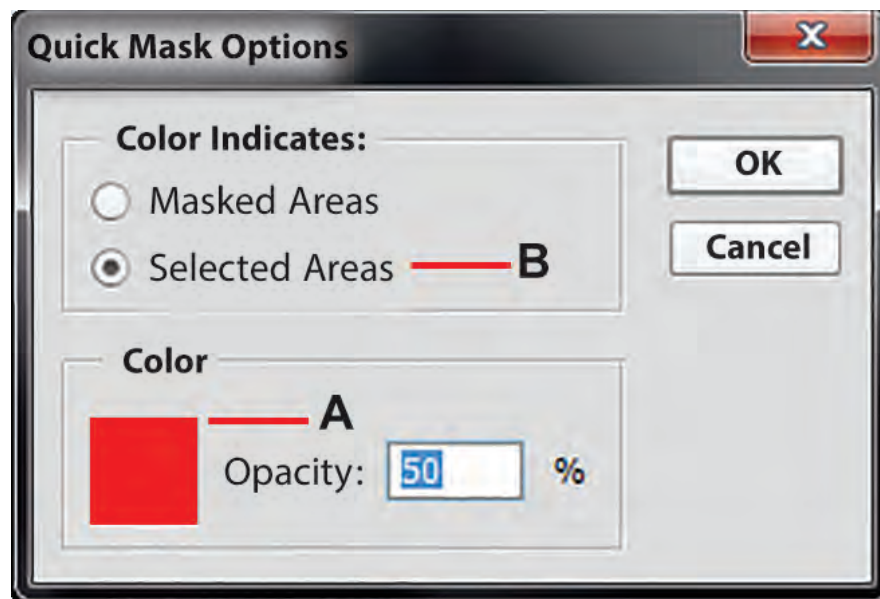 Quick Mask Options
Color Indicates:
Masked Areas
Selected Areas B
OK
Cancel
Color
A
Opacity: 50 %